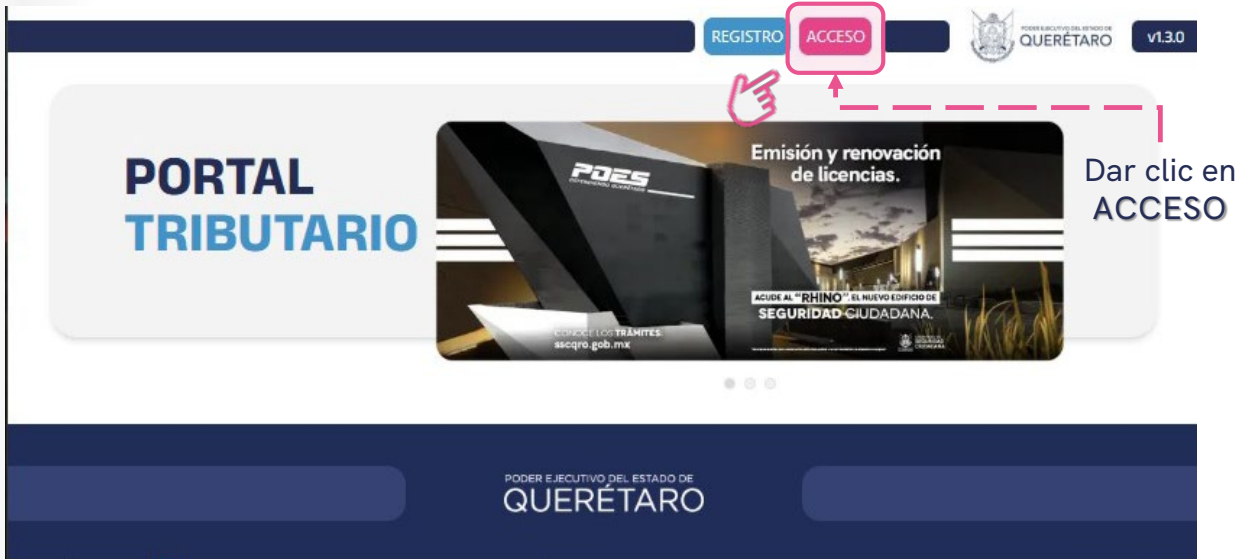 REGISTRO
ACCESO
PODER EJECUTIVO DEL ESTADO DE
QUERÉTARO
v1.3.0
PORTAL
TRIBUTARIO
POES
Emisión y renovación
de licencias.
ACUDE AL "RHINO", EL NUEVO EDIFICIO DE
SEGURIDAD CIUDADANA.
CONOCE LOS TRÁMITES:
sscqro.gob.mx
Dar clic en
ACCESO
PODER EJECUTIVO DEL ESTADO DE
QUERÉTARO